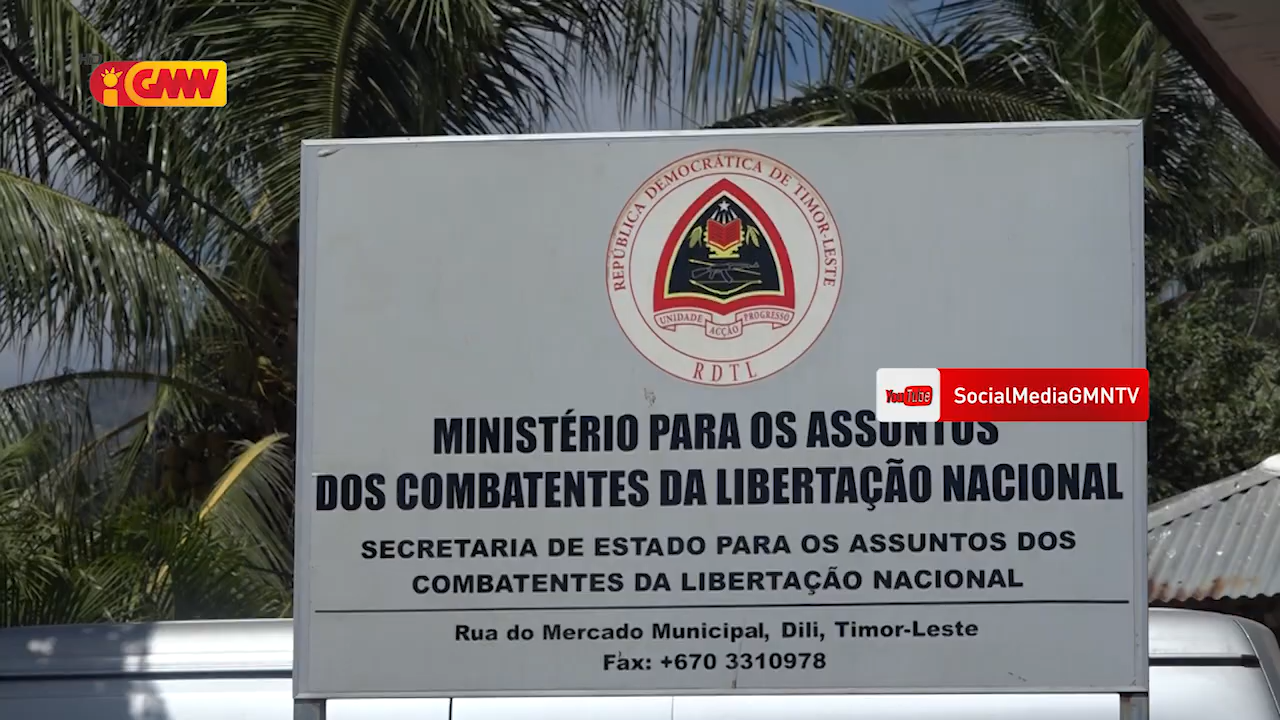 GMN
REPÚBLICA DEMOCRÁTICA DE TIMOR-LESTE
UNIDADE ACÇÃO PROGRESSO
RDTL
YouTube SocialMediaGMNTV
MINISTÉRIO PARA OS ASSUNTOS
DOS COMBATENTES DA LIBERTAÇÃO NACIONAL
SECRETARIA DE ESTADO PARA OS ASSUNTOS DOS
COMBATENTES DA LIBERTAÇÃO NACIONAL
Rua do Mercado Municipal, Dili, Timor-Leste
Fax: +670 3310978